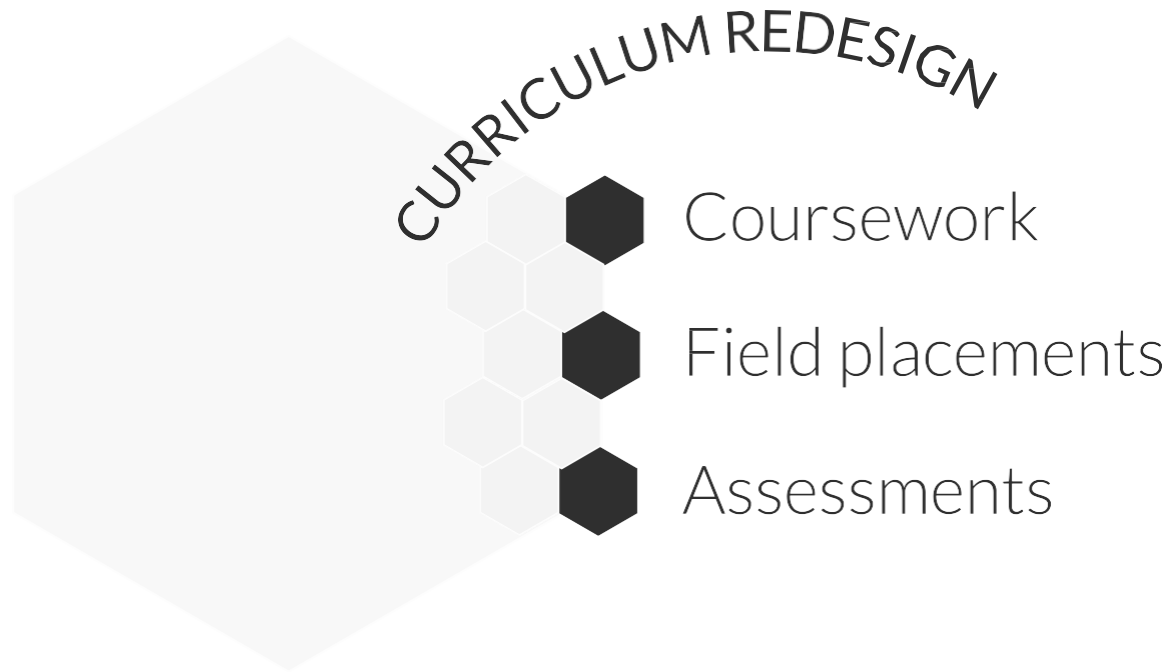 CURRICULUM REDESIGN
Coursework
Field placements
Assessments